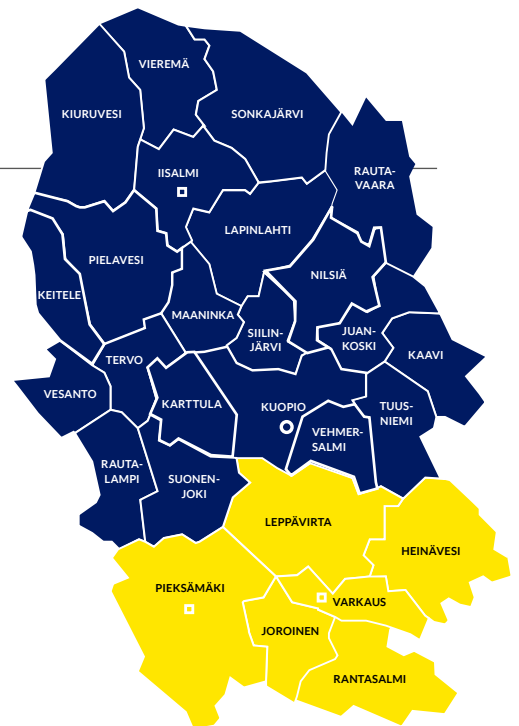 VIEREMÄ
KIURUVESI
SONKAJÄRVI
IISALMI
RAUTA-
VAARA
LAPINLAHTI
PIELAVESI
NILSIÄ
KEITELE
MAANINKA
SIILIN-
JÄRVI
JUAN-
KOSKI
KAAVI
TERVO
VESANTO
KARTTULA
KUOPIO
TUUS-
NIEMI
VEHMER-
SALMI
RAUTA-
LAMPI
SUONEN-
JOKI
LEPPÄVIRTA
HEINÄVESI
PIEKSÄMÄKI
VARKAUS
JOROINEN
RANTASALMI